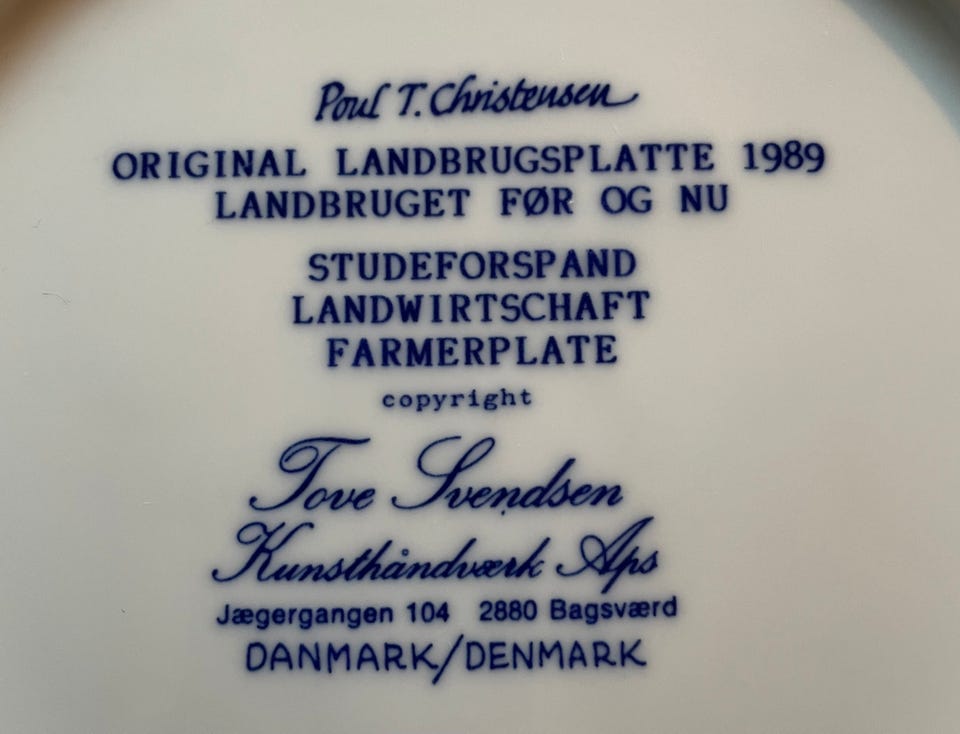 Poul T. Christensen
ORIGINAL LANDBRUGSPLATTE 1989
LANDBRUGET FØR OG NU
STUDEFORSPAND
LANDWIRTSCHAFT
FARMERPLATE
copyright
Tove Svendsen
Kunsthåndværk Aps
Jægergangen 104 2880 Bagsværd
DANMARK/DENMARK